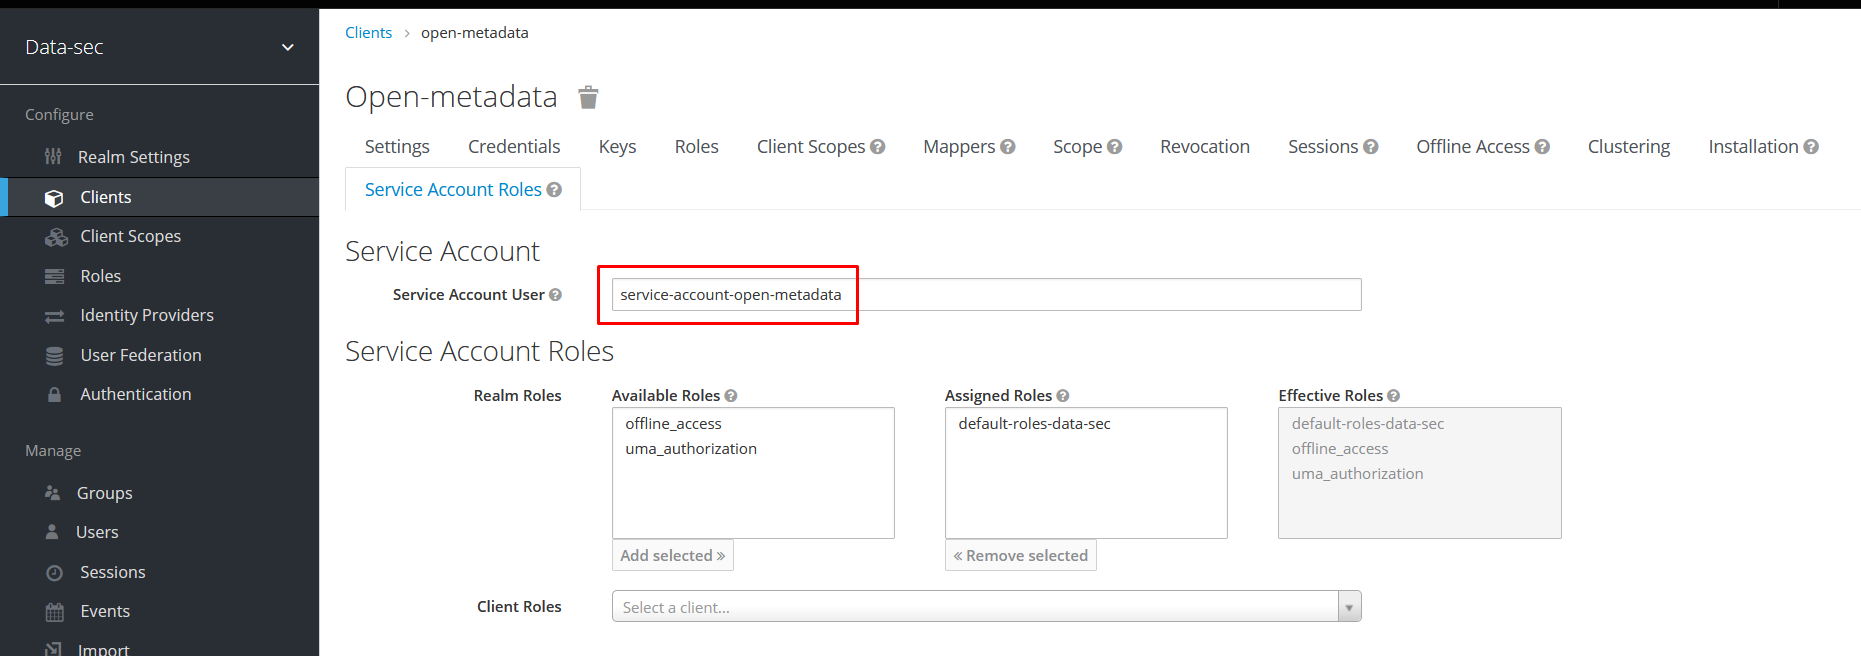 Data-sec
Configure
Realm Settings
Clients
Client Scopes
Roles
Identity Providers
User Federation
Authentication
Manage
Groups
Users
Sessions
Events
Import
Clients > open-metadata
Open-metadata
Settings Credentials Keys Roles Client Scopes Mappers Scope Revocation Sessions Offline Access Clustering Installation
Service Account Roles
Service Account
Service Account User service-account-open-metadata
Service Account Roles
Realm Roles Available Roles Assigned Roles Effective Roles
offline_access default-roles-data-sec default-roles-data-sec
uma_authorization offline_access
uma_authorization
Add selected » « Remove selected
Client Roles Select a client...